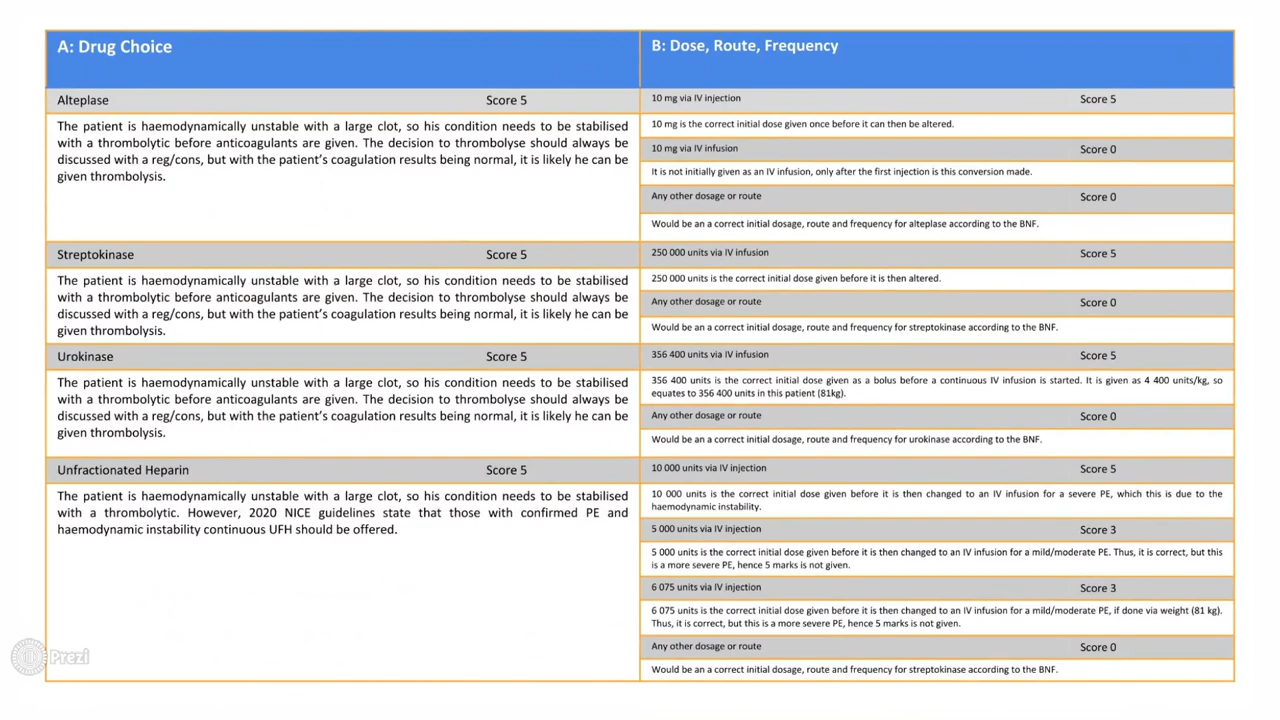 A: Drug Choice
B: Dose, Route, Frequency
Alteplase Score 5
The patient is haemodynamically unstable with a large clot, so his condition needs to be stabilised
with a thrombolytic before anticoagulants are given. The decision to thrombolyse should always be
discussed with a reg/cons, but with the patient's coagulation results being normal, it is likely he can be
given thrombolysis.
10 mg via IV injection Score 5
10 mg is the correct initial dose given once before it can then be altered.
10 mg via IV infusion Score 0
It is not initially given as an IV infusion, only after the first injection is this conversion made.
Any other dosage or route Score 0
Would be an a correct initial dosage, route and frequency for alteplase according to the BNF.
Streptokinase Score 5
The patient is haemodynamically unstable with a large clot, so his condition needs to be stabilised
with a thrombolytic before anticoagulants are given. The decision to thrombolyse should always be
discussed with a reg/cons, but with the patient's coagulation results being normal, it is likely he can be
given thrombolysis.
250 000 units via IV infusion Score 5
250 000 units is the correct initial dose given before it is then altered.
Any other dosage or route Score 0
Would be an a correct initial dosage, route and frequency for streptokinase according to the BNF.
Urokinase Score 5
The patient is haemodynamically unstable with a large clot, so his condition needs to be stabilised
with a thrombolytic before anticoagulants are given. The decision to thrombolyse should always be
discussed with a reg/cons, but with the patient's coagulation results being normal, it is likely he can be
given thrombolysis.
356 400 units via IV infusion Score 5
356 400 units is the correct initial dose given as a bolus before a continuous IV infusion is started. It is given as 4 400 units/kg, so
equates to 356 400 units in this patient (81kg).
Any other dosage or route Score 0
Would be an a correct initial dosage, route and frequency for urokinase according to the BNF.
Unfractionated Heparin Score 5
The patient is haemodynamically unstable with a large clot, so his condition needs to be stabilised
with a thrombolytic. However, 2020 NICE guidelines state that those with confirmed PE and
haemodynamic instability continuous UFH should be offered.
10 000 units via IV injection Score 5
10 000 units is the correct initial dose given before it is then changed to an IV infusion for a severe PE, which this is due to the
haemodynamic instability.
5 000 units via IV injection Score 3
5 000 units is the correct initial dose given before it is then changed to an IV infusion for a mild/moderate PE. Thus, it is correct, but this
is a more severe PE, hence 5 marks is not given.
6 075 units via IV injection Score 3
6 075 units is the correct initial dose given before it is then changed to an IV infusion for a mild/moderate PE, if done via weight (81 kg).
Thus, it is correct, but this is a more severe PE, hence 5 marks is not given.
Any other dosage or route Score 0
Would be an a correct initial dosage, route and frequency for streptokinase according to the BNF.
Prezi